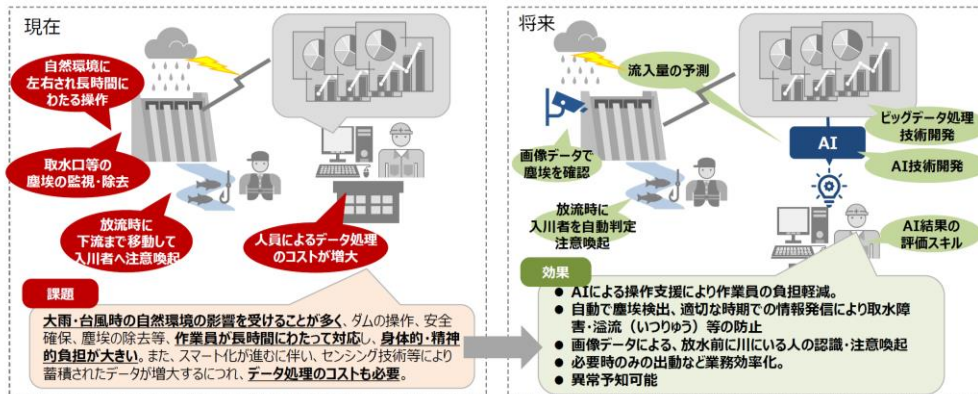 現在
自然環境に
左右され長時間に
わたる操作
取水口等の
塵埃の監視・除去
放流時に
下流まで移動して
入川者へ注意喚起
人員によるデータ処理
のコストが増大
課題
大雨・台風時の自然環境の影響を受けることが多く、ダムの操作、安全
確保、塵埃の除去等、作業員が長時間にわたって対応し、身体的・精神
的負担が大きい。また、スマート化が進むに伴い、センシング技術等により
蓄積されたデータが増大するにつれ、データ処理のコストも必要。
将来
流入量の予測
画像データで
塵埃を確認
放流時に
入川者を自動判定
注意喚起
AI
ビッグデータ処理
技術開発
AI技術開発
AI結果の
評価スキル
効果
● AIによる操作支援により作業員の負担軽減。
● 自動で塵埃検出、適切な時期での情報発信により取水障
害・溢流（いつりゅう）等の防止
● 画像データによる、放水前に川にいる人の認識・注意喚起
● 必要時のみの出動など業務効率化。
● 異常予知可能